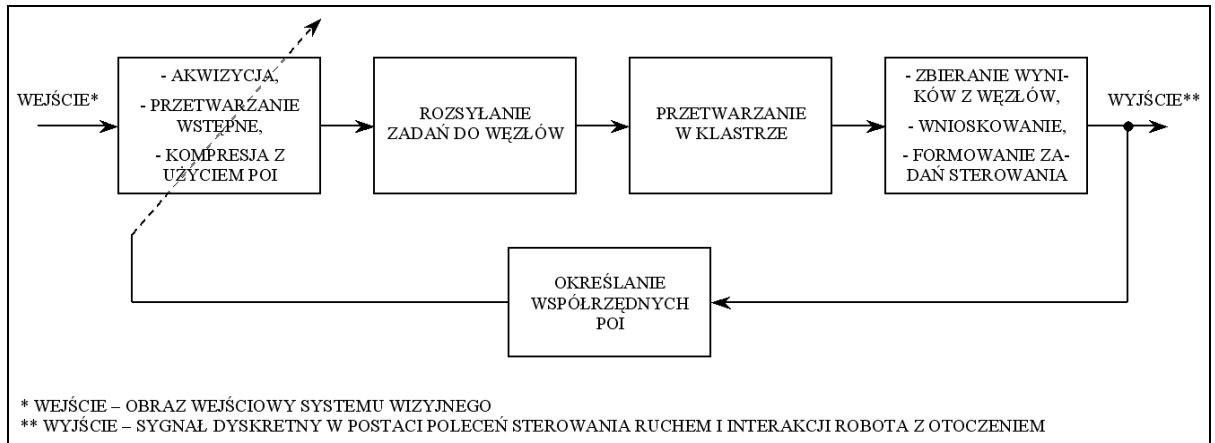 WEJŚCIE*
- AKWIZYCJA,
- PRZETWARZANIE
WSTĘPNE,
- KOMPRESJA Z
UŻYCIEM POI
ROZSYŁANIE
ZADAŃ DO WĘZŁÓW
PRZETWARZANIE
W KLASTRZE
- ZBIERANIE WYNI-
KÓW Z WĘZŁÓW,
- WNIOSKOWANIE,
- FORMOWANIE ZA-
DAŃ STEROWANIA
WYJŚCIE**
OKREŚLANIE
WSPÓŁRZĘDNYCH
POI
* WEJŚCIE – OBRAZ WEJŚCIOWY SYSTEMU WIZYJNEGO
** WYJŚCIE – SYGNAŁ DYSKRETNY W POSTACI POLECEŃ STEROWANIA RUCHEM I INTERAKCJI ROBOTA Z OTOCZENIEM